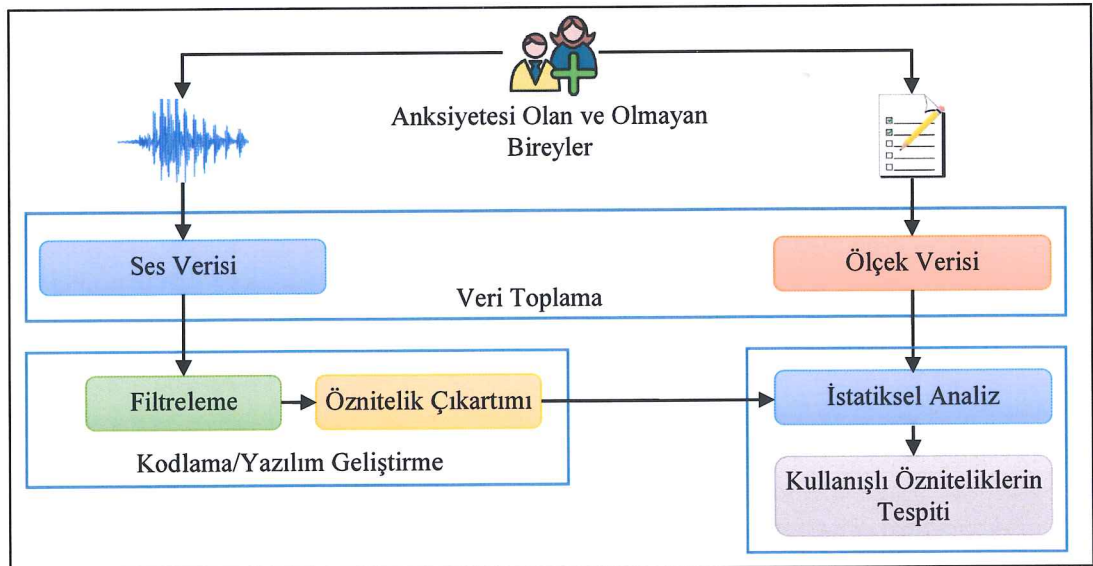 Anksiyetesi Olan ve Olmayan
Bireyler
Ses Verisi
Ölçek Verisi
Veri Toplama
Filtreleme
Öznitelik Çıkartımı
İstatiksel Analiz
Kodlama/Yazılım Geliştirme
Kullanışlı Özniteliklerin
Tespiti